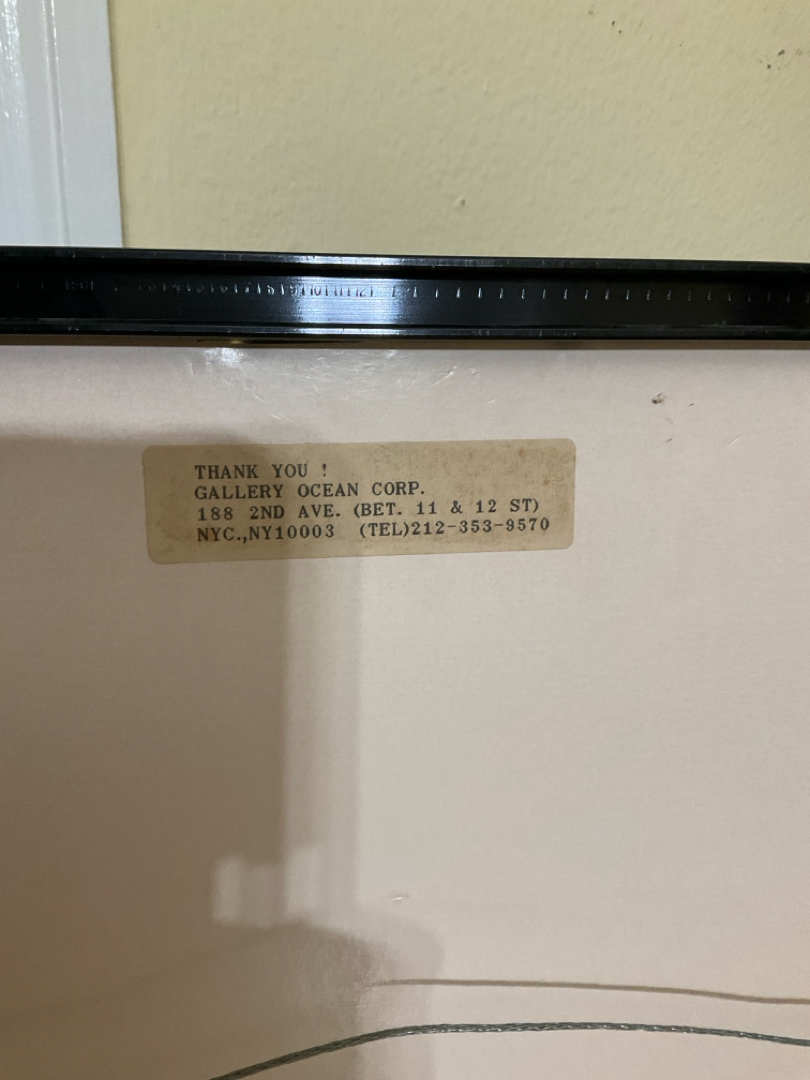 THANK YOU !
GALLERY OCEAN CORP.
188 2ND AVE. (BET. 11 & 12 ST)
NYC.,NY10003 (TEL)212-353-9570